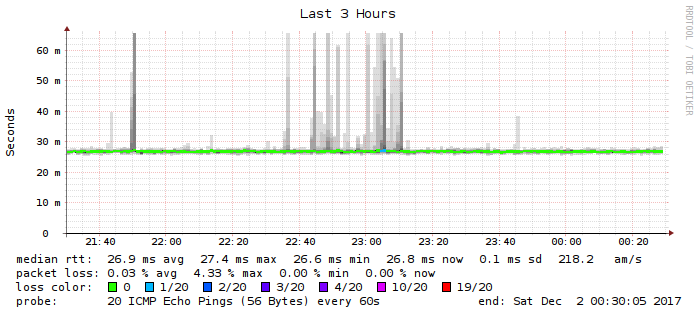 Last 3 Hours
RRDTOOL / TOBI OETIKER
Seconds
60 m
50 m
40 m
30 m
20 m
10 m
0
21:40 22:00 22:20 22:40 23:00 23:20 23:40 00:00 00:20
median rtt: 26.9 ms avg 27.4 ms max 26.6 ms min 26.8 ms now 0.1 ms sd 218.2 am/s
packet loss: 0.03 % avg 4.33 % max 0.00 % min 0.00 % now
loss color: 0 1/20 2/20 3/20 4/20 10/20 19/20
probe: 20 ICMP Echo Pings (56 Bytes) every 60s end: Sat Dec 2 00:30:05 2017